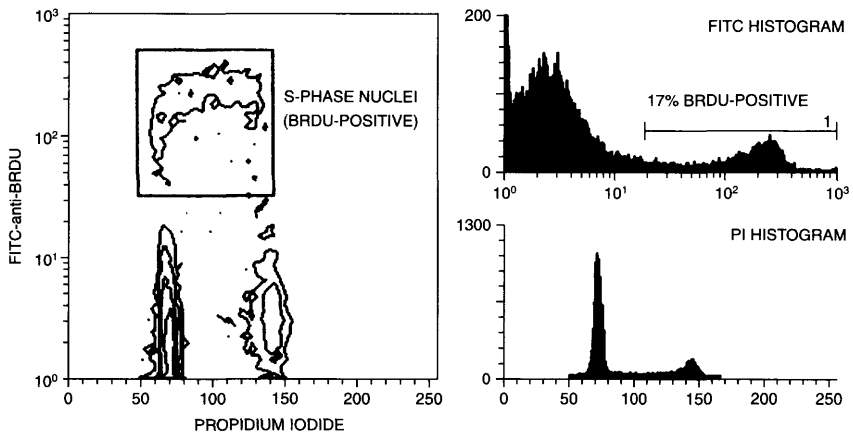 10³
10²
10¹
10⁰
FITC-anti-BRDU
S-PHASE NUCLEI
(BRDU-POSITIVE)
0 50 100 150 200 250
PROPIDIUM IODIDE
200
0
FITC HISTOGRAM
17% BRDU-POSITIVE
1
10⁰ 10¹ 10² 10³
1300
0
PI HISTOGRAM
0 50 100 150 200 250